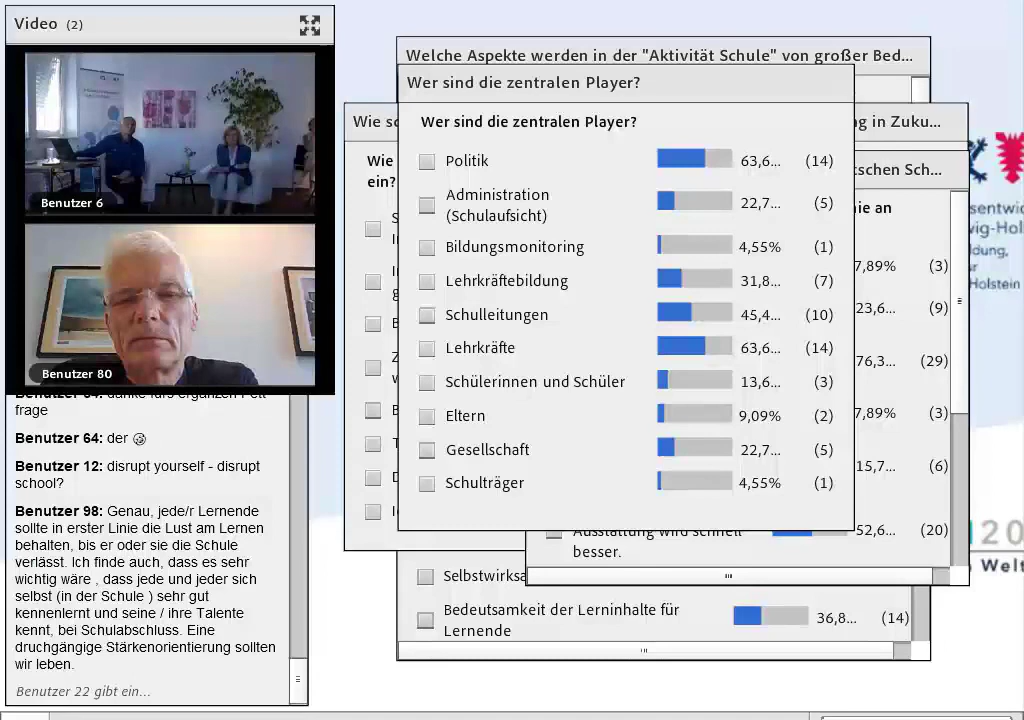 Video (2)
Benutzer 6
Benutzer 80
frage
Benutzer 64: der
Benutzer 12: disrupt yourself - disrupt
school?
Benutzer 98: Genau, jede/r Lernende
sollte in erster Linie die Lust am Lernen
behalten, bis er oder sie die Schule
verlässt. Ich finde auch, dass es sehr
wichtig wäre , dass jede und jeder sich
selbst (in der Schule ) sehr gut
kennenlernt und seine / ihre Talente
kennt, bei Schulabschluss. Eine
druchgängige Stärkenorientierung sollten
wir leben.
Benutzer 22 gibt ein...
Welche Aspekte werden in der "Aktivität Schule" von großer Bed...
Wer sind die zentralen Player?
Wer sind die zentralen Player?
Politik 63,6... (14)
Administration
(Schulaufsicht) 22,7... (5)
Bildungsmonitoring 4,55% (1)
Lehrkräftebildung 31,8... (7)
Schulleitungen 45,4... (10)
Lehrkräfte 63,6... (14)
Schülerinnen und Schüler 13,6... (3)
Eltern 9,09% (2)
Gesellschaft 22,7... (5)
Schulträger 4,55% (1)
Wie
ein?
g in Zuku...
tschen Sch...
ie an
7,89% (3)
23,6... (9)
76,3... (29)
7,89% (3)
15,7... (6)
Ausstattung wird schnell
besser. 52,6... (20)
Selbstwirksa
Bedeutsamkeit der Lerninhalte für
Lernende 36,8... (14)
sentwic
vig-Hol
ldung,
Holstein
20
n Welt